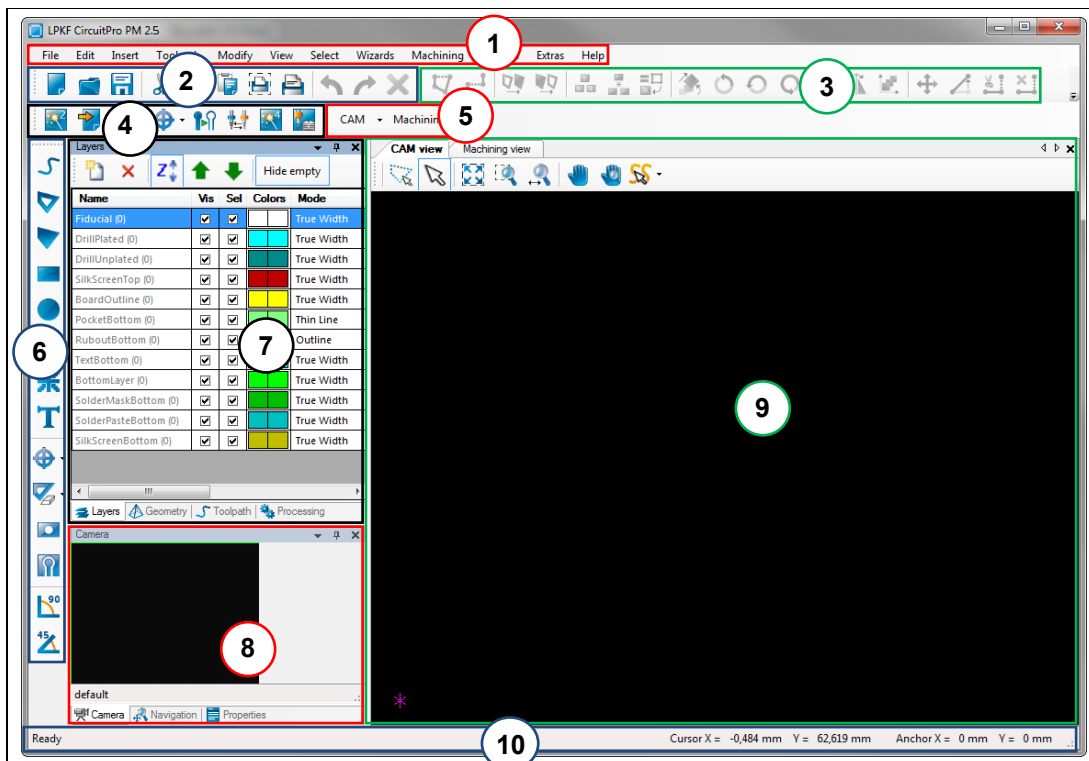 LPKF CircuitPro PM 2.5
File Edit Insert Modify View Select Wizards Machining Extras Help
1
2
3
4
5
CAM
Layers
CAM view Machining view
Hide empty
Name Vis Sel Colors Mode
Fiducial (0) True Width
DrillPlated (0) True Width
DrillUnplated (0) True Width
SilkScreenTop (0) True Width
BoardOutline (0) True Width
PocketBottom (0) Thin Line
RuboutBottom (0) Outline
TextBottom (0) True Width
BottomLayer (0) True Width
SolderMaskBottom (0) True Width
SolderPasteBottom (0) True Width
SilkScreenBottom (0) True Width
6
7
9
T
Layers Geometry Toolpath Processing
Camera
90
45
8
default
Camera Navigation Properties
10
Ready Cursor X = -0,484 mm Y = 62,619 mm Anchor X = 0 mm Y = 0 mm